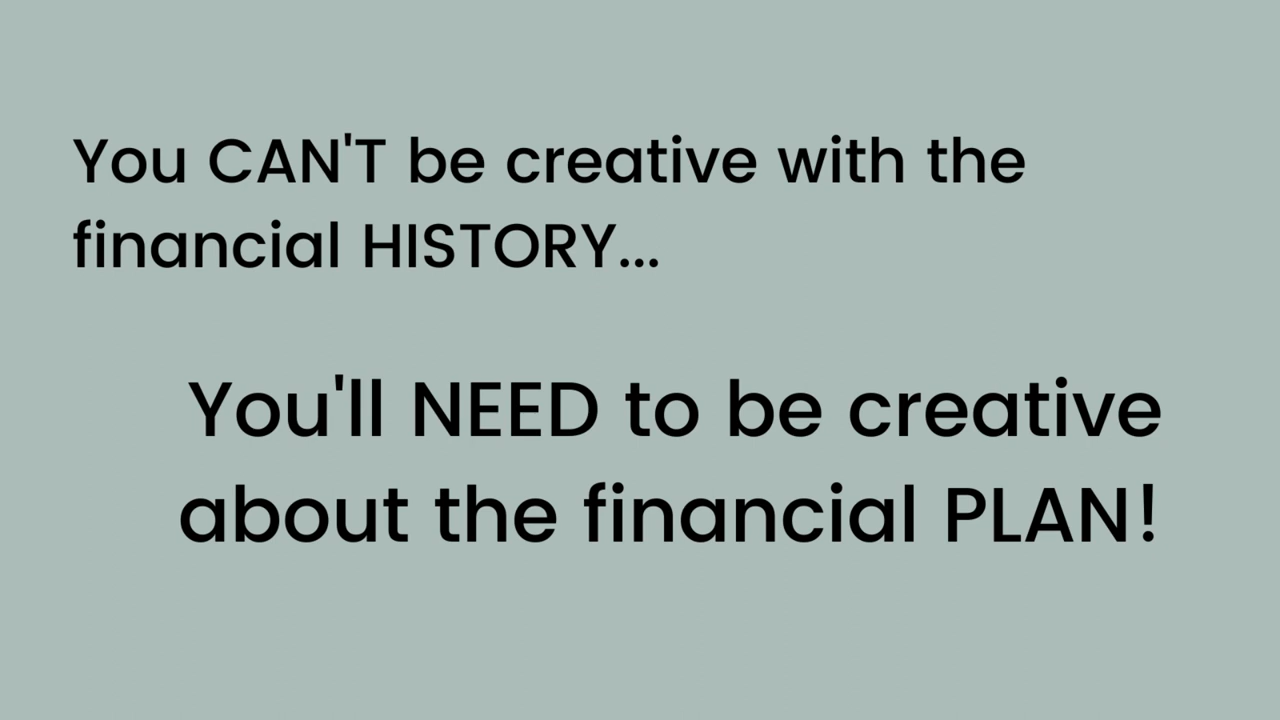 You CAN'T be creative with the
financial HISTORY...
You'll NEED to be creative
about the financial PLAN!